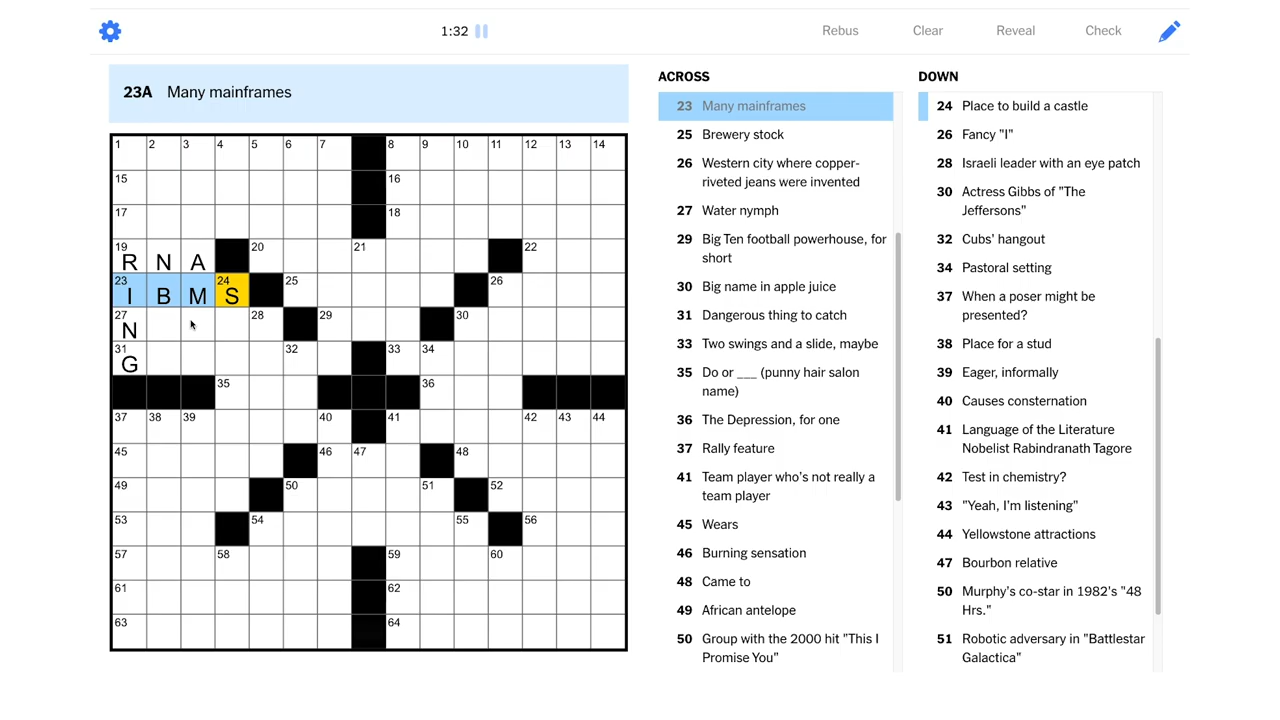 1:32
Rebus Clear Reveal Check
23A Many mainframes
1 2 3 4 5 6 7 8 9 10 11 12 13 14
15 16
17 18
19 20 21 22
R N A
23 24 25 26
I B M S
27 28 29 30
N
31 32 33 34
G
35 36
37 38 39 40 41 42 43 44
45 46 47 48
49 50 51 52
53 54 55 56
57 58 59 60
61 62
63 64
ACROSS
23 Many mainframes
25 Brewery stock
26 Western city where copper-
riveted jeans were invented
27 Water nymph
29 Big Ten football powerhouse, for
short
30 Big name in apple juice
31 Dangerous thing to catch
33 Two swings and a slide, maybe
35 Do or ___ (punny hair salon
name)
36 The Depression, for one
37 Rally feature
41 Team player who's not really a
team player
45 Wears
46 Burning sensation
48 Came to
49 African antelope
50 Group with the 2000 hit "This I
Promise You"
DOWN
24 Place to build a castle
26 Fancy "I"
28 Israeli leader with an eye patch
30 Actress Gibbs of "The
Jeffersons"
32 Cubs' hangout
34 Pastoral setting
37 When a poser might be
presented?
38 Place for a stud
39 Eager, informally
40 Causes consternation
41 Language of the Literature
Nobelist Rabindranath Tagore
42 Test in chemistry?
43 "Yeah, I'm listening"
44 Yellowstone attractions
47 Bourbon relative
50 Murphy's co-star in 1982's "48
Hrs."
51 Robotic adversary in "Battlestar
Galactica"